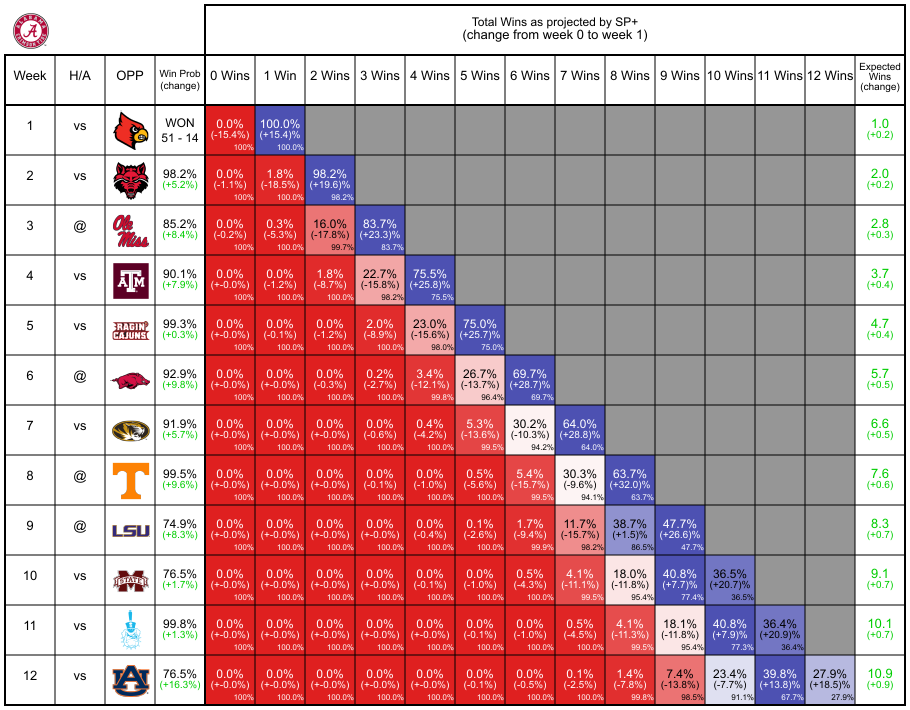 ALABAMA
A
CRIMSON TIDE
Total Wins as projected by SP+
(change from week 0 to week 1)
Week H/A OPP Win Prob (change) 0 Wins 1 Win 2 Wins 3 Wins 4 Wins 5 Wins 6 Wins 7 Wins 8 Wins 9 Wins 10 Wins 11 Wins 12 Wins Expected Wins (change)
1 vs WON 0.0% 100.0% 1.0
51 - 14 (-15.4%) (+15.4)% (+0.2)
100% 100.0%
2 vs 98.2% 0.0% 1.8% 98.2% 2.0
(+5.2%) (-1.1%) (-18.5%) (+19.6)% (+0.2)
100% 100.0% 98.2%
3 @ Ole Miss 85.2% 0.0% 0.3% 16.0% 83.7% 2.8
(+8.4%) (-0.2%) (-5.3%) (-17.8%) (+23.3)% (+0.3)
100% 100.0% 99.7% 83.7%
4 vs ATM 90.1% 0.0% 0.0% 1.8% 22.7% 75.5% 3.7
(+7.9%) (+-0.0%) (-1.2%) (-8.7%) (-15.8%) (+25.8)% (+0.4)
100% 100.0% 100.0% 98.2% 75.5%
5 vs RAGIN' CAJUNS 99.3% 0.0% 0.0% 0.0% 2.0% 23.0% 75.0% 4.7
(+0.3%) (+-0.0%) (-0.1%) (-1.2%) (-8.9%) (-15.6%) (+25.7)% (+0.4)
100% 100.0% 100.0% 100.0% 98.0% 75.0%
6 @ 92.9% 0.0% 0.0% 0.0% 0.2% 3.4% 26.7% 69.7% 5.7
(+9.8%) (+-0.0%) (+-0.0%) (-0.3%) (-2.7%) (-12.1%) (-13.7%) (+28.7)% (+0.5)
100% 100.0% 100.0% 100.0% 99.8% 96.4% 69.7%
7 vs 91.9% 0.0% 0.0% 0.0% 0.0% 0.4% 5.3% 30.2% 64.0% 6.6
(+5.7%) (+-0.0%) (+-0.0%) (+-0.0%) (-0.6%) (-4.2%) (-13.6%) (-10.3%) (+28.8)% (+0.5)
100% 100.0% 100.0% 100.0% 100.0% 99.5% 94.2% 64.0%
8 @ T 99.5% 0.0% 0.0% 0.0% 0.0% 0.0% 0.5% 5.4% 30.3% 63.7% 7.6
(+9.6%) (+-0.0%) (+-0.0%) (+-0.0%) (-0.1%) (-1.0%) (-5.6%) (-15.7%) (-9.6%) (+32.0)% (+0.6)
100% 100.0% 100.0% 100.0% 100.0% 100.0% 99.5% 94.1% 63.7%
9 @ LSU 74.9% 0.0% 0.0% 0.0% 0.0% 0.0% 0.1% 1.7% 11.7% 38.7% 47.7% 8.3
(+8.3%) (+-0.0%) (+-0.0%) (+-0.0%) (+-0.0%) (-0.4%) (-2.6%) (-9.4%) (-15.7%) (+1.5)% (+26.6)% (+0.7)
100% 100.0% 100.0% 100.0% 100.0% 100.0% 99.9% 98.2% 86.5% 47.7%
10 vs M STATE 76.5% 0.0% 0.0% 0.0% 0.0% 0.0% 0.0% 0.5% 4.1% 18.0% 40.8% 36.5% 9.1
(+1.7%) (+-0.0%) (+-0.0%) (+-0.0%) (+-0.0%) (-0.1%) (-1.0%) (-4.3%) (-11.1%) (-11.8%) (+7.7)% (+20.7)% (+0.7)
100% 100.0% 100.0% 100.0% 100.0% 100.0% 100.0% 99.5% 95.4% 77.4% 36.5%
11 vs 99.8% 0.0% 0.0% 0.0% 0.0% 0.0% 0.0% 0.0% 0.5% 4.1% 18.1% 40.8% 36.4% 10.1
(+1.3%) (+-0.0%) (+-0.0%) (+-0.0%) (+-0.0%) (+-0.0%) (-0.1%) (-1.0%) (-4.5%) (-11.3%) (-11.8%) (+7.9)% (+20.9)% (+0.7)
100% 100.0% 100.0% 100.0% 100.0% 100.0% 100.0% 100.0% 99.5% 95.4% 77.3% 36.4%
12 vs AU 76.5% 0.0% 0.0% 0.0% 0.0% 0.0% 0.0% 0.0% 0.1% 1.4% 7.4% 23.4% 39.8% 27.9% 10.9
(+16.3%) (+-0.0%) (+-0.0%) (+-0.0%) (+-0.0%) (+-0.0%) (-0.1%) (-0.5%) (-2.5%) (-7.8%) (-13.8%) (-7.7%) (+13.8)% (+18.5)% (+0.9)
100% 100.0% 100.0% 100.0% 100.0% 100.0% 100.0% 100.0% 99.8% 98.5% 91.1% 67.7% 27.9%